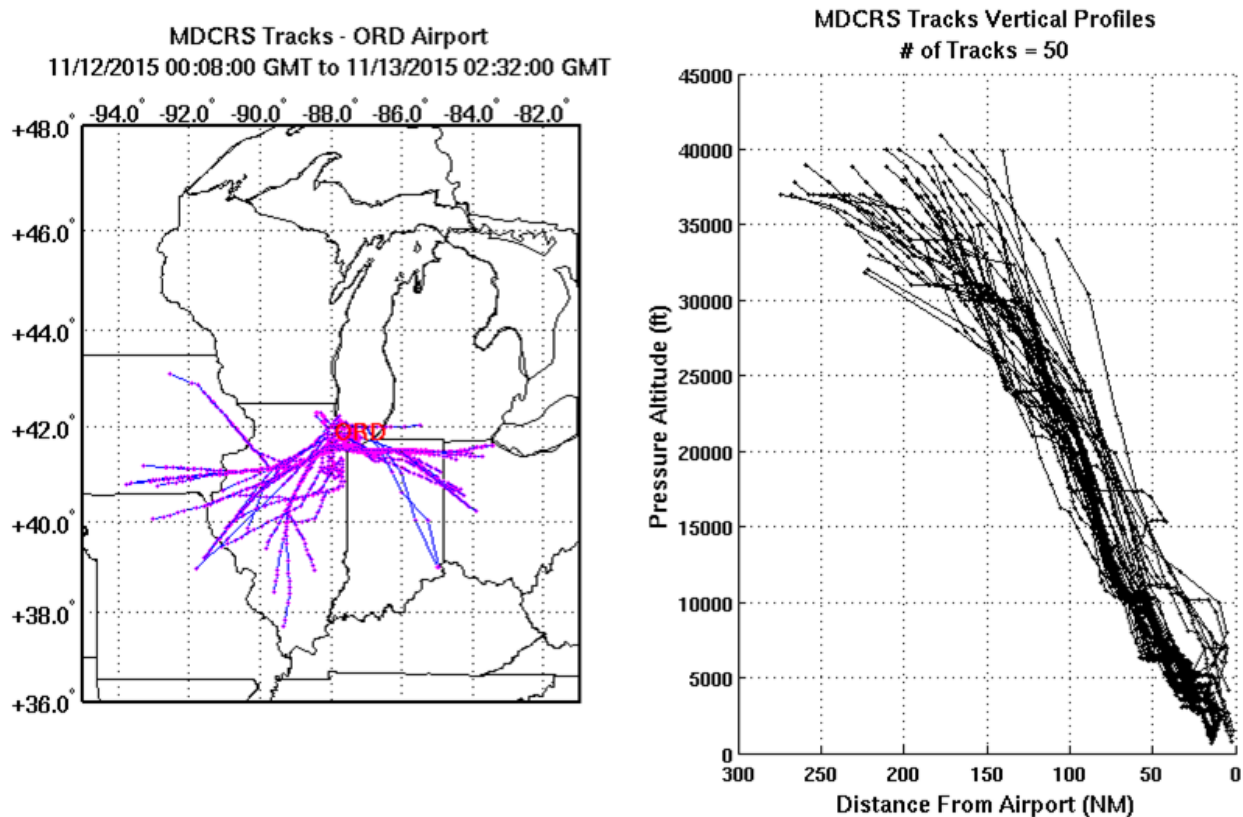 MDCRS Tracks - ORD Airport
11/12/2015 00:08:00 GMT to 11/13/2015 02:32:00 GMT
-94.0° -92.0° -90.0° -88.0° -86.0° -84.0° -82.0°
+48.0°
+46.0°
+44.0°
+42.0°
+40.0°
+38.0°
+36.0°
ORD
MDCRS Tracks Vertical Profiles
# of Tracks = 50
Pressure Altitude (ft)
45000
40000
35000
30000
25000
20000
15000
10000
5000
0
300 250 200 150 100 50 0
Distance From Airport (NM)